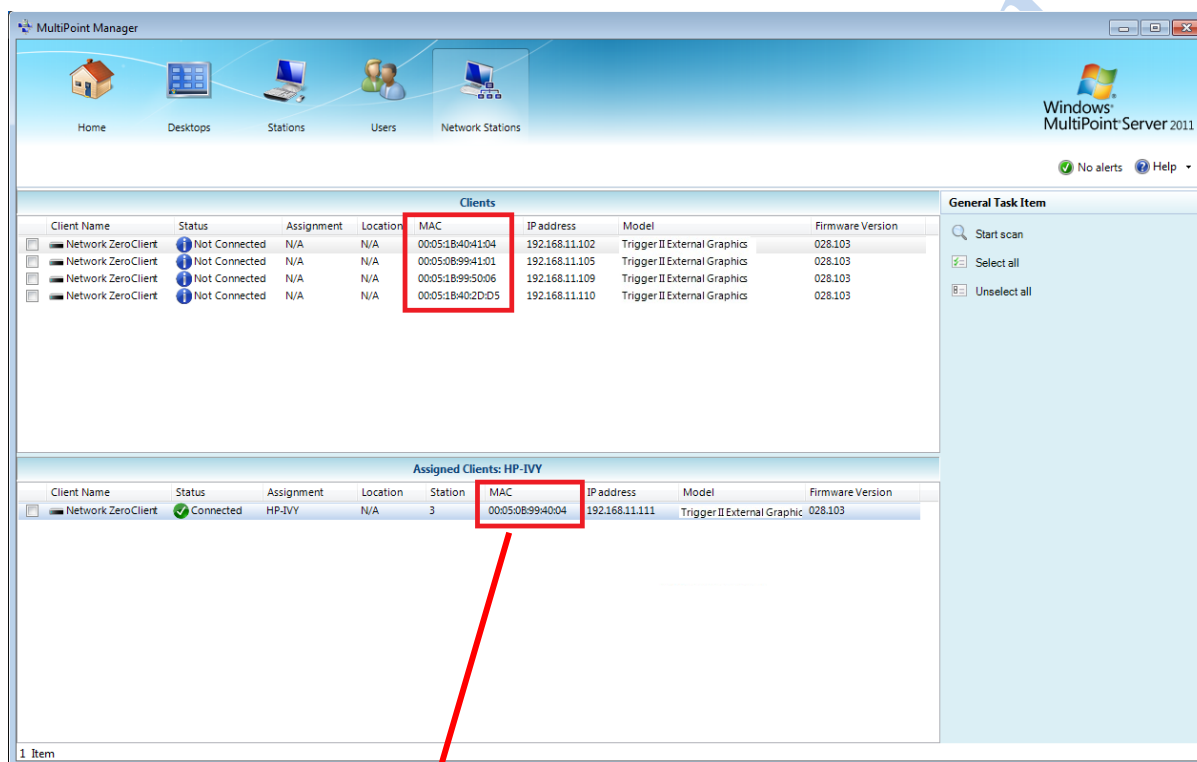 MultiPoint Manager
Home Desktops Stations Users Network Stations
Windows®
MultiPoint® Server 2011
No alerts Help
Clients
Client Name Status Assignment Location MAC IP address Model Firmware Version
Network ZeroClient Not Connected N/A N/A 00:05:1B:40:41:04 192.168.11.102 Trigger II External Graphics 028.103
Network ZeroClient Not Connected N/A N/A 00:05:0B:99:41:01 192.168.11.105 Trigger II External Graphics 028.103
Network ZeroClient Not Connected N/A N/A 00:05:1B:99:50:06 192.168.11.109 Trigger II External Graphics 028.103
Network ZeroClient Not Connected N/A N/A 00:05:1B:40:2D:D5 192.168.11.110 Trigger II External Graphics 028.103
General Task Item
Start scan
Select all
Unselect all
Assigned Clients: HP-IVY
Client Name Status Assignment Location Station MAC IP address Model Firmware Version
Network ZeroClient Connected HP-IVY N/A 3 00:05:0B:99:40:04 192.168.11.111 Trigger II External Graphic 028.103
1 Item